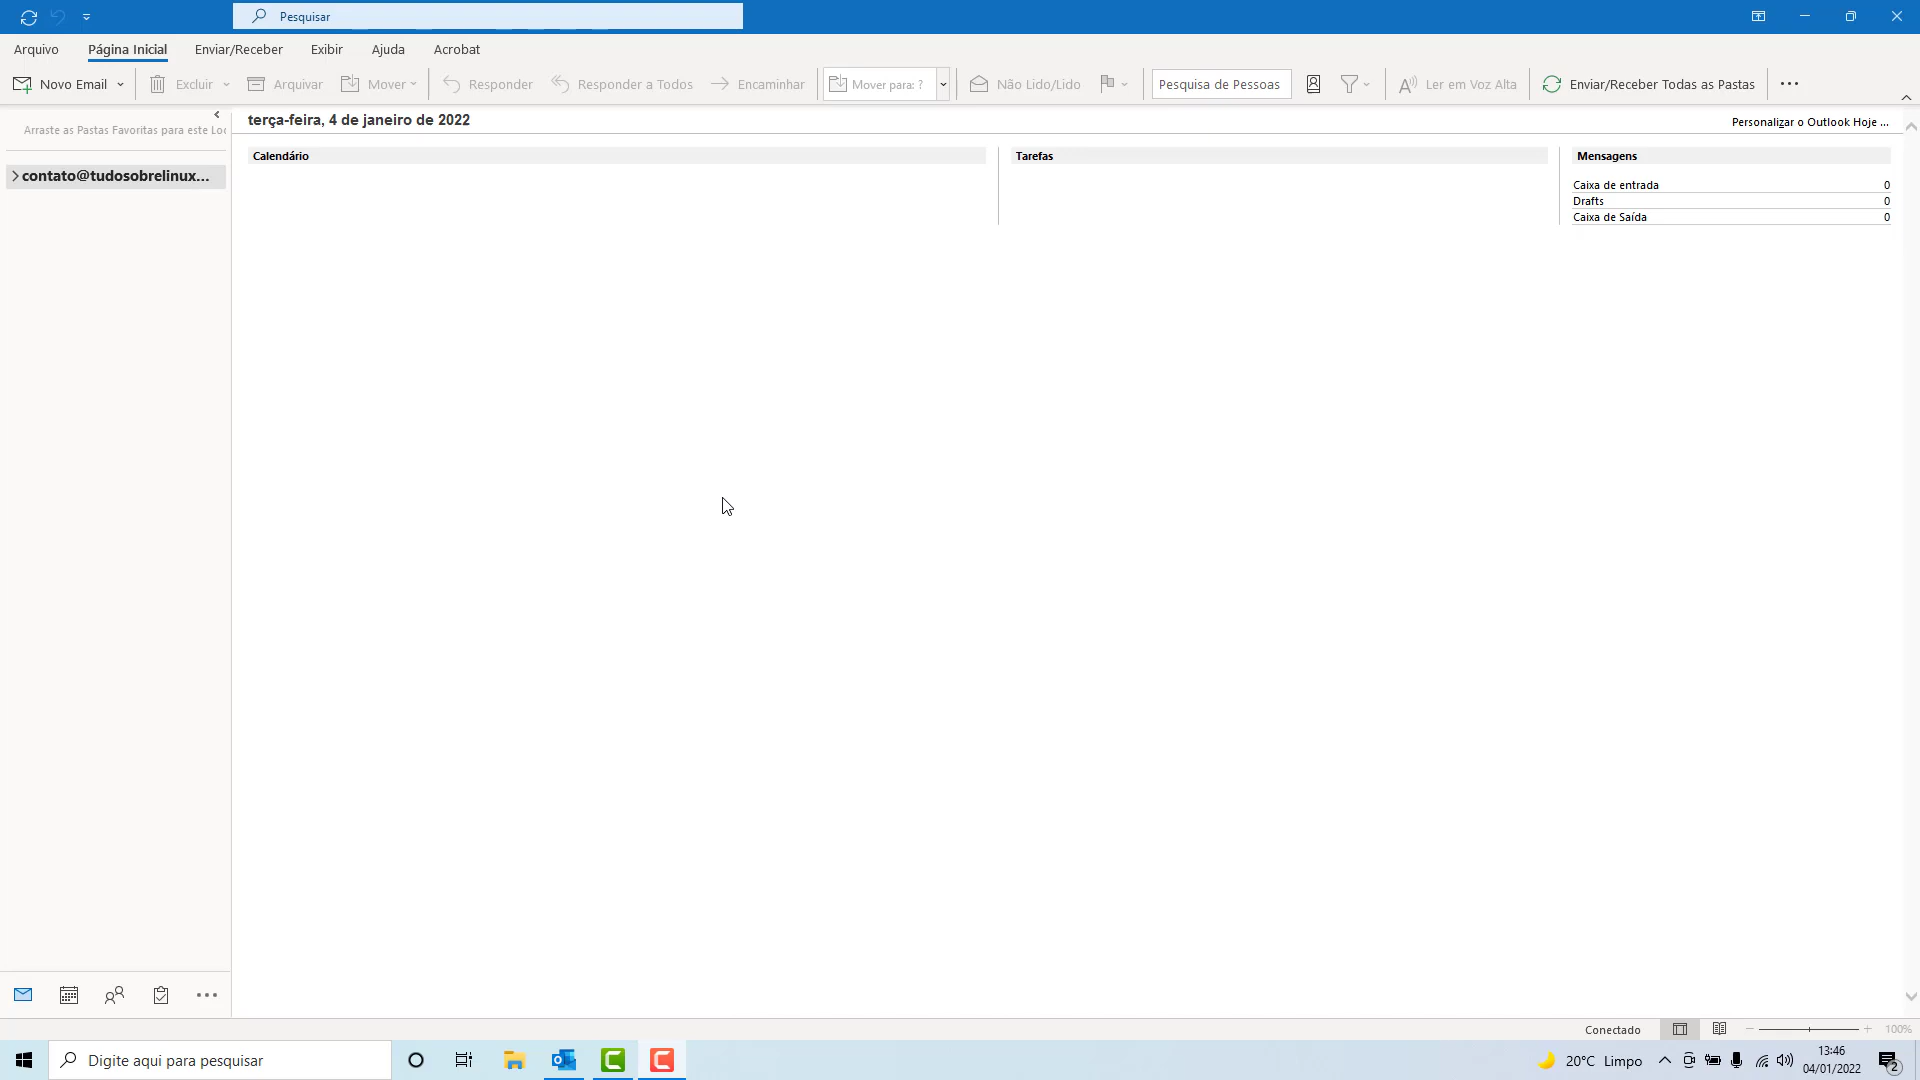 Pesquisar
Arquivo Página Inicial Enviar/Receber Exibir Ajuda Acrobat
Novo Email Excluir Arquivar Mover Responder Responder a Todos Encaminhar Mover para: ? Não Lido/Lido Pesquisa de Pessoas Ler em Voz Alta Enviar/Receber Todas as Pastas
Arraste as Pastas Favoritas para este Loc
terça-feira, 4 de janeiro de 2022
Personalizar o Outlook Hoje ...
Calendário
Tarefas
Mensagens
contato@tudosobrelinux...
Caixa de entrada 0
Drafts 0
Caixa de Saída 0
Conectado
100%
Digite aqui para pesquisar
20°C Limpo
13:46
04/01/2022
2